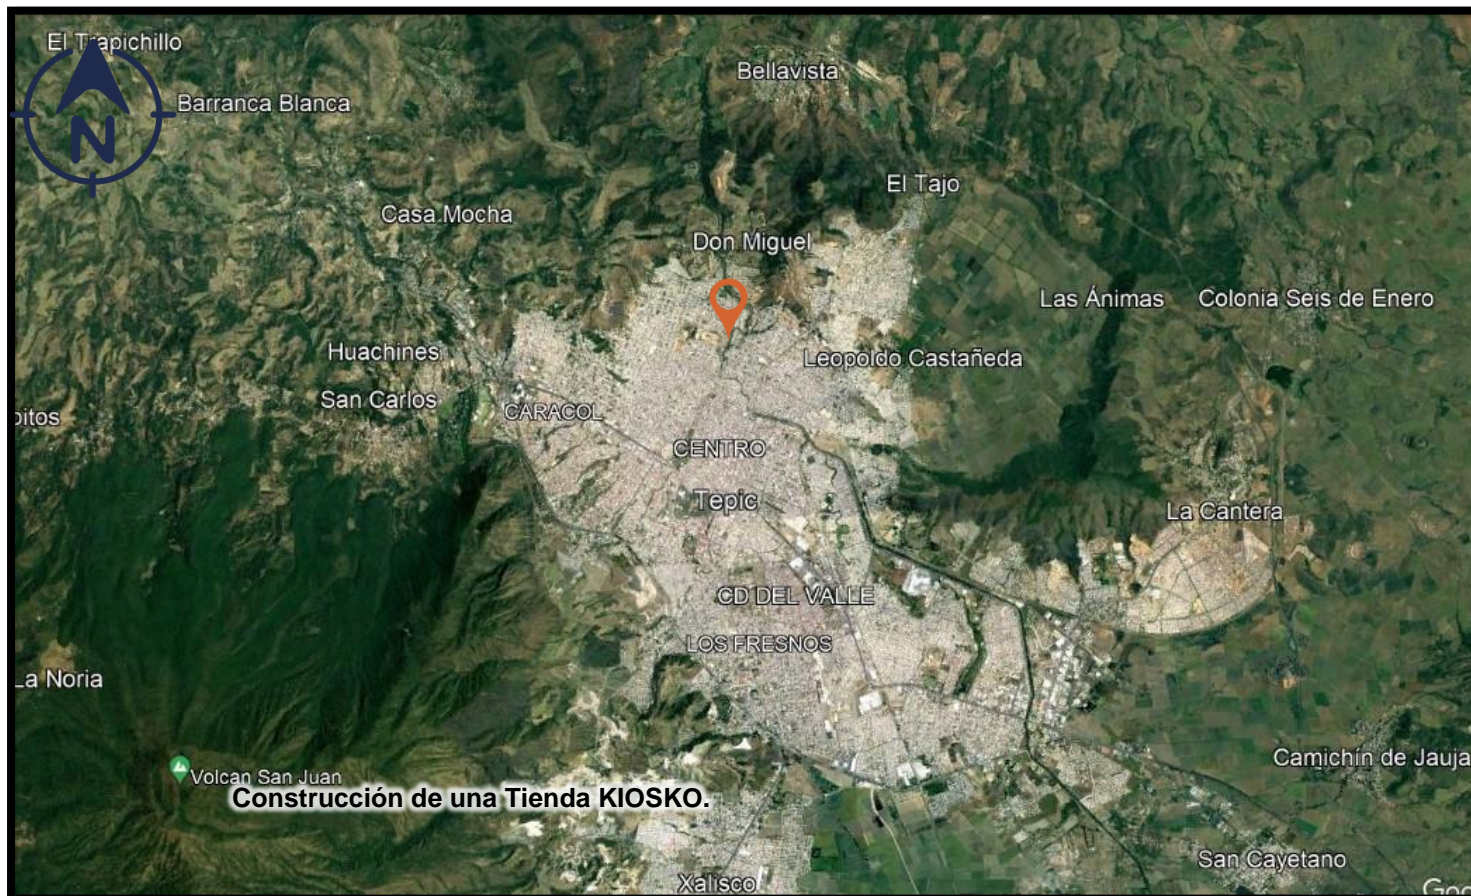 El Trapichillo
Bellavista
Barranca Blanca
N
El Tajo
Casa Mocha
Don Miguel
Las Ánimas
Colonia Seis de Enero
Huachines
Leopoldo Castañeda
San Carlos
CARACOL
bitos
CENTRO
Tepic
La Cantera
CD DEL VALLE
LOS FRESNOS
La Noria
Camichín de Jauja
Volcan San Juan
Construcción de una Tienda KIOSKO.
San Cayetano
Xalisco
Goo